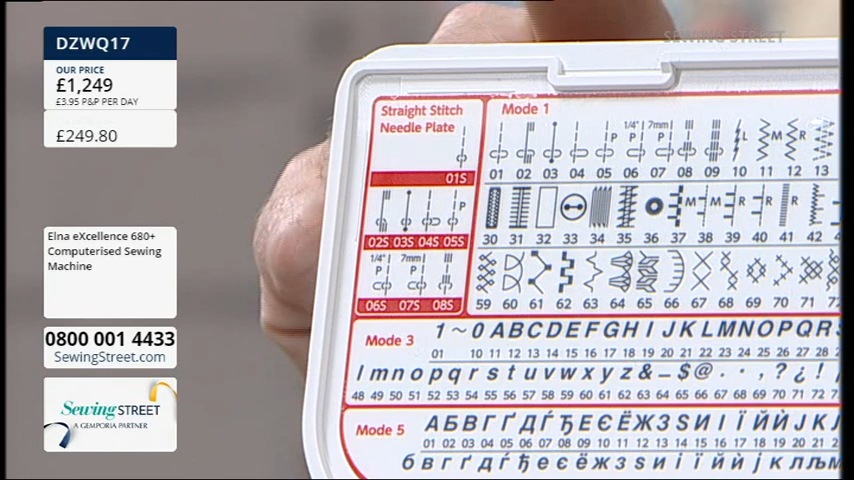 SEWING STREET
DZWQ17
OUR PRICE
£1,249
£3.95 P&P PER DAY
£249.80
Elna eXcellence 680+
Computerised Sewing
Machine
0800 001 4433
SewingStreet.com
Sewing STREET
A GEMPORIA PARTNER
Straight Stitch
Needle Plate
01S
P
02S 03S 04S 05S
1/4" 7mm
P P
06S 07S 08S
Mode 1
1/4" 7mm
P P P L M R
01 02 03 04 05 06 07 08 09 10 11 12 13
M R R
30 31 32 33 34 35 36 37 38 39 40 41
59 60 61 62 63 64 65 66 67 68 69 70 71
Mode 3
1 ~ 0 A B C D E F G H I J K L M N O P Q R
01 10 11 12 13 14 15 16 17 18 19 20 21 22 23 24 25 26 27 28
l m n o p q r s t u v w x y z & – $ @ · . , ? ¿ !
48 49 50 51 52 53 54 55 56 57 58 59 60 61 62 63 64 65 66 67 68 69 70 71 72
Mode 5
А Б В Г Ґ Д Ѓ Ђ Е Є Ё Ж З Ѕ И І Ї Й Ѝ Ј К
01 02 03 04 05 06 07 08 09 10 11 12 13 14 15 16 17 18 19 20 21
б в г ґ д ѓ ђ е є ё ж з ѕ и і ї й ѝ ј к л љ м